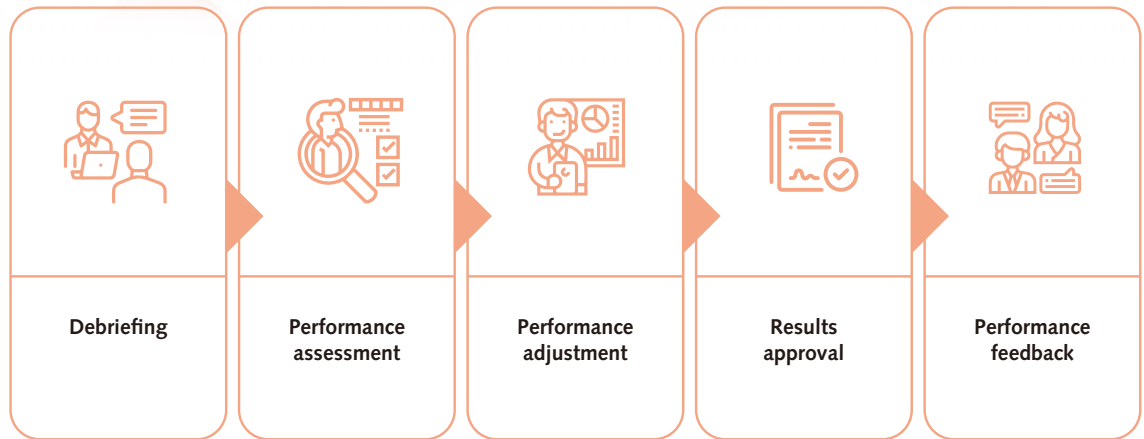 Debriefing
Performance
assessment
Performance
adjustment
Results
approval
Performance
feedback